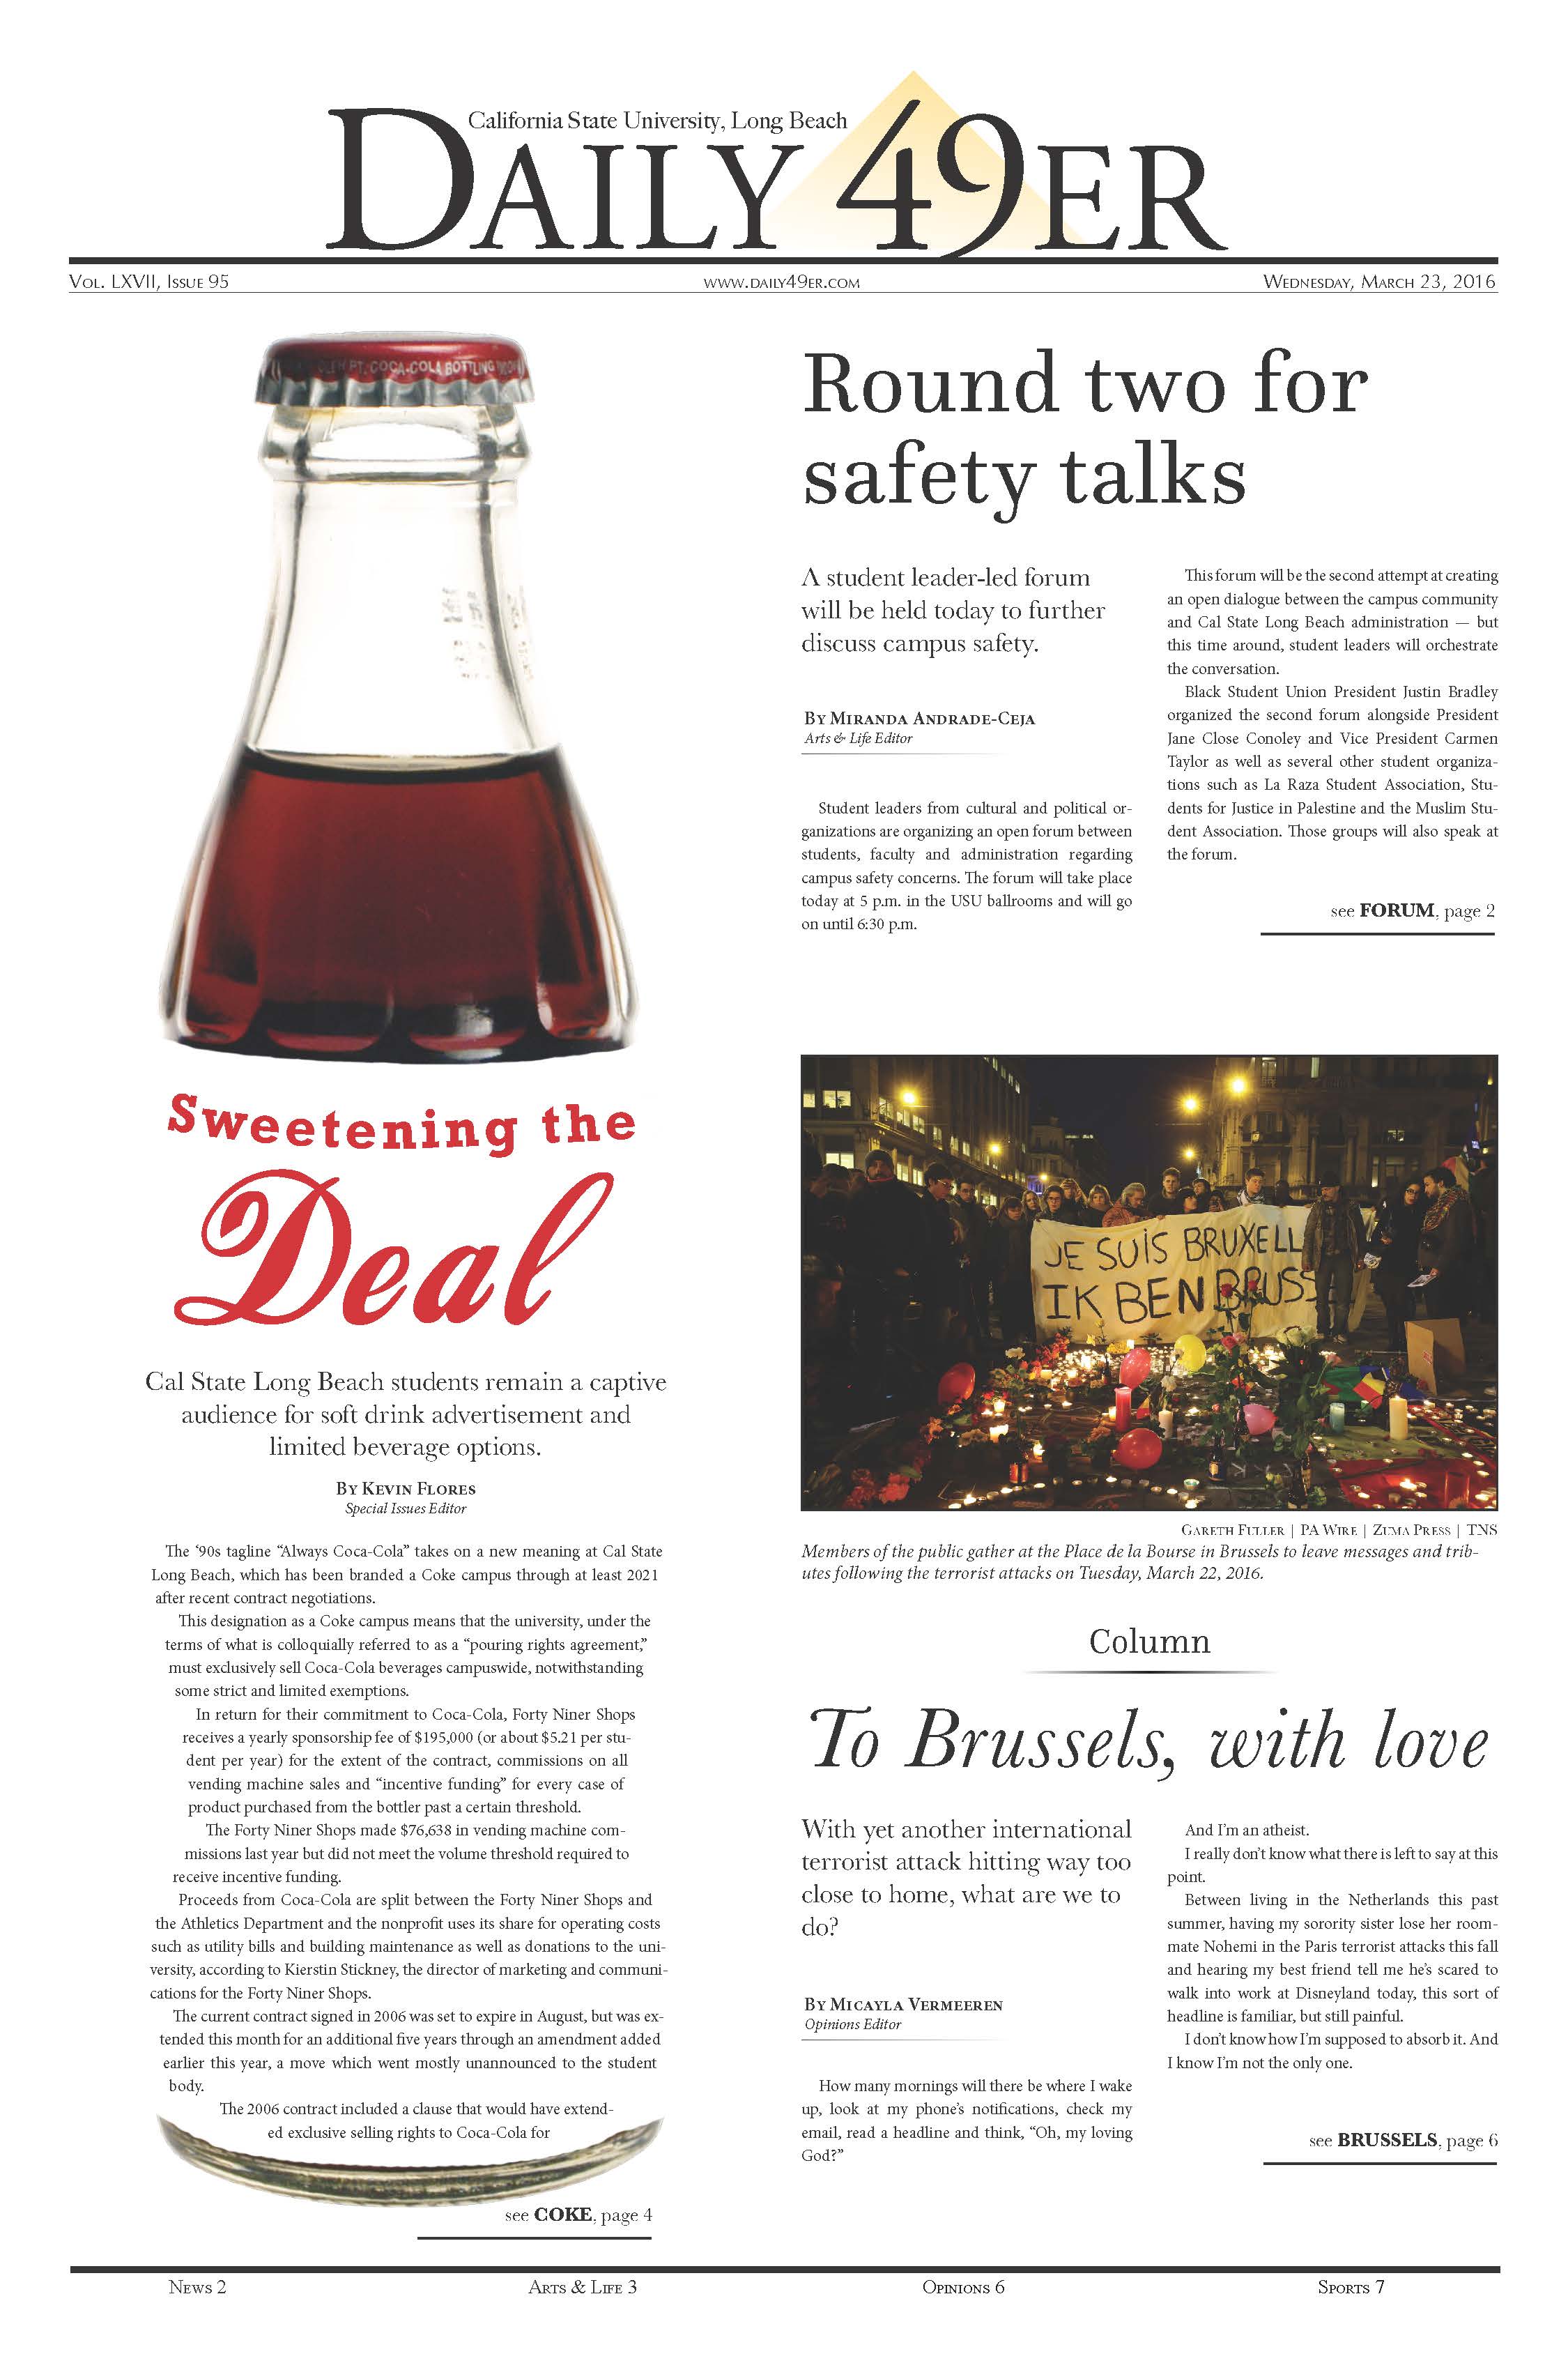 California State University, Long Beach
DAILY 49ER
VOL. LXVII, ISSUE 95
WWW.DAILY49ER.COM
WEDNESDAY, MARCH 23, 2016
COCA-COLA BOTTLING
Sweetening the
Deal
Cal State Long Beach students remain a captive
audience for soft drink advertisement and
limited beverage options.
BY KEVIN FLORES
Special Issues Editor
The ‘90s tagline “Always Coca-Cola” takes on a new meaning at Cal State
Long Beach, which has been branded a Coke campus through at least 2021
after recent contract negotiations.
This designation as a Coke campus means that the university, under the
terms of what is colloquially referred to as a “pouring rights agreement,”
must exclusively sell Coca-Cola beverages campuswide, notwithstanding
some strict and limited exemptions.
In return for their commitment to Coca-Cola, Forty Niner Shops
receives a yearly sponsorship fee of $195,000 (or about $5.21 per stu-
dent per year) for the extent of the contract, commissions on all
vending machine sales and “incentive funding” for every case of
product purchased from the bottler past a certain threshold.
The Forty Niner Shops made $76,638 in vending machine com-
missions last year but did not meet the volume threshold required to
receive incentive funding.
Proceeds from Coca-Cola are split between the Forty Niner Shops and
the Athletics Department and the nonprofit uses its share for operating costs
such as utility bills and building maintenance as well as donations to the uni-
versity, according to Kierstin Stickney, the director of marketing and communi-
cations for the Forty Niner Shops.
The current contract signed in 2006 was set to expire in August, but was ex-
tended this month for an additional five years through an amendment added
earlier this year, a move which went mostly unannounced to the student
body.
The 2006 contract included a clause that would have extend-
ed exclusive selling rights to Coca-Cola for
see COKE, page 4
Round two for
safety talks
A student leader-led forum
will be held today to further
discuss campus safety.
BY MIRANDA ANDRADE-CEJA
Arts & Life Editor
Student leaders from cultural and political or-
ganizations are organizing an open forum between
students, faculty and administration regarding
campus safety concerns. The forum will take place
today at 5 p.m. in the USU ballrooms and will go
on until 6:30 p.m.
This forum will be the second attempt at creating
an open dialogue between the campus community
and Cal State Long Beach administration — but
this time around, student leaders will orchestrate
the conversation.
Black Student Union President Justin Bradley
organized the second forum alongside President
Jane Close Conoley and Vice President Carmen
Taylor as well as several other student organiza-
tions such as La Raza Student Association, Stu-
dents for Justice in Palestine and the Muslim Stu-
dent Association. Those groups will also speak at
the forum.
see FORUM, page 2
JE SUIS BRUXELL
IK BEN BRUSS
GARETH FULLER | PA WIRE | ZUMA PRESS | TNS
Members of the public gather at the Place de la Bourse in Brussels to leave messages and trib-
utes following the terrorist attacks on Tuesday, March 22, 2016.
Column
To Brussels, with love
With yet another international
terrorist attack hitting way too
close to home, what are we to
do?
BY MICAYLA VERMEEREN
Opinions Editor
How many mornings will there be where I wake
up, look at my phone’s notifications, check my
email, read a headline and think, “Oh, my loving
God?”
And I’m an atheist.
I really don’t know what there is left to say at this
point.
Between living in the Netherlands this past
summer, having my sorority sister lose her room-
mate Nohemi in the Paris terrorist attacks this fall
and hearing my best friend tell me he’s scared to
walk into work at Disneyland today, this sort of
headline is familiar, but still painful.
I don’t know how I’m supposed to absorb it. And
I know I’m not the only one.
see BRUSSELS, page 6
NEWS 2
ARTS & LIFE 3
OPINIONS 6
SPORTS 7